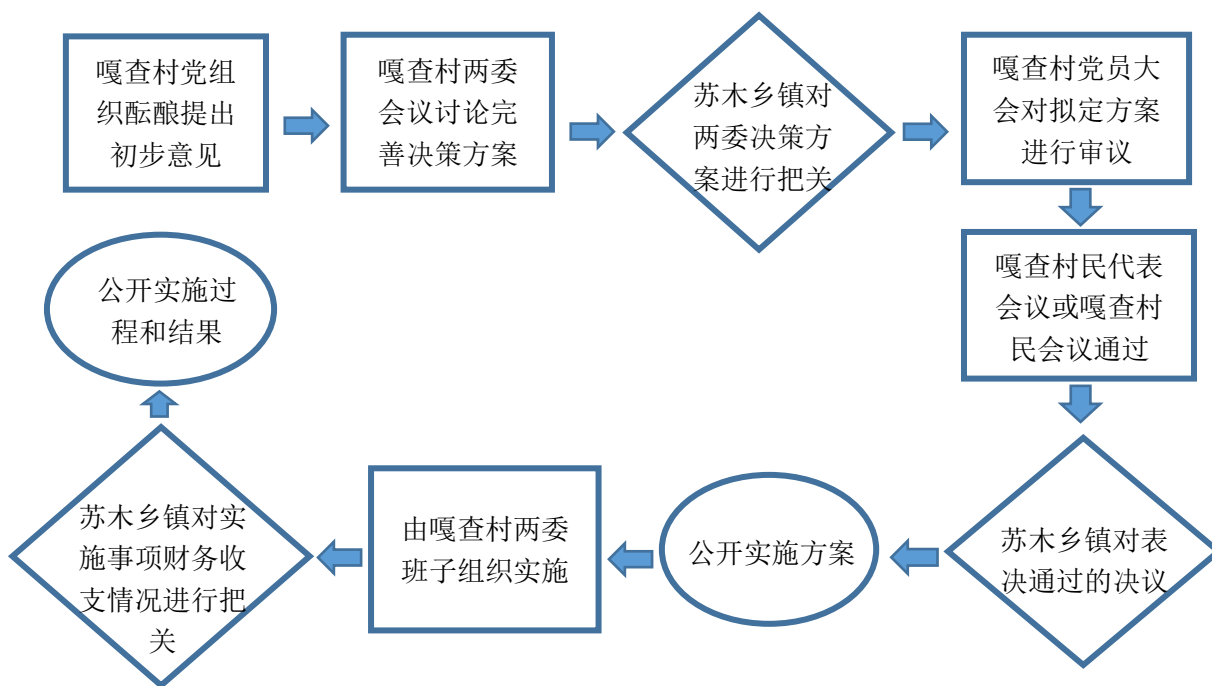 嘎查村党组
织酝酿提出
初步意见
嘎查村两委
会议讨论完
善决策方案
苏木乡镇对
两委决策方
案进行把关
嘎查村党员大
会对拟定方案
进行审议
嘎查村民代表
会议或嘎查村
民会议通过
苏木乡镇对表
决通过的决议
公开实施方案
由嘎查村两委
班子组织实施
苏木乡镇对实
施事项财务收
支情况进行把
关
公开实施过
程和结果